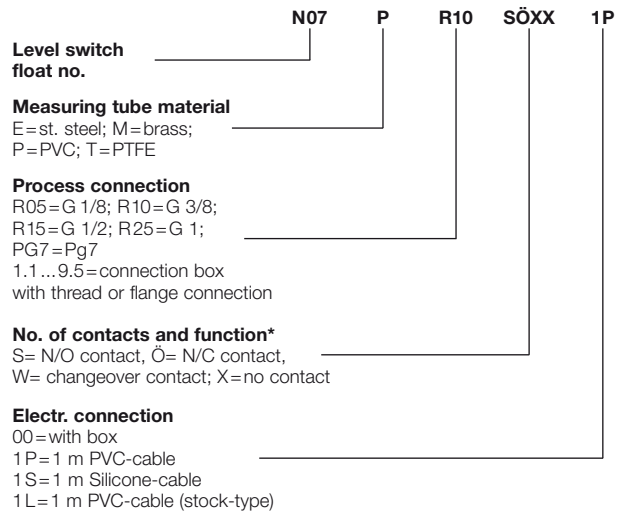 N07 P R10 SÖXX 1P
Level switch
float no.
Measuring tube material
E=st. steel; M=brass;
P=PVC; T=PTFE
Process connection
R05=G 1/8; R10=G 3/8;
R15=G 1/2; R25=G 1;
PG7=Pg7
1.1...9.5=connection box
with thread or flange connection
No. of contacts and function*
S= N/O contact, Ö= N/C contact,
W= changeover contact; X=no contact
Electr. connection
00=with box
1P=1 m PVC-cable
1S=1 m Silicone-cable
1L=1 m PVC-cable (stock-type)